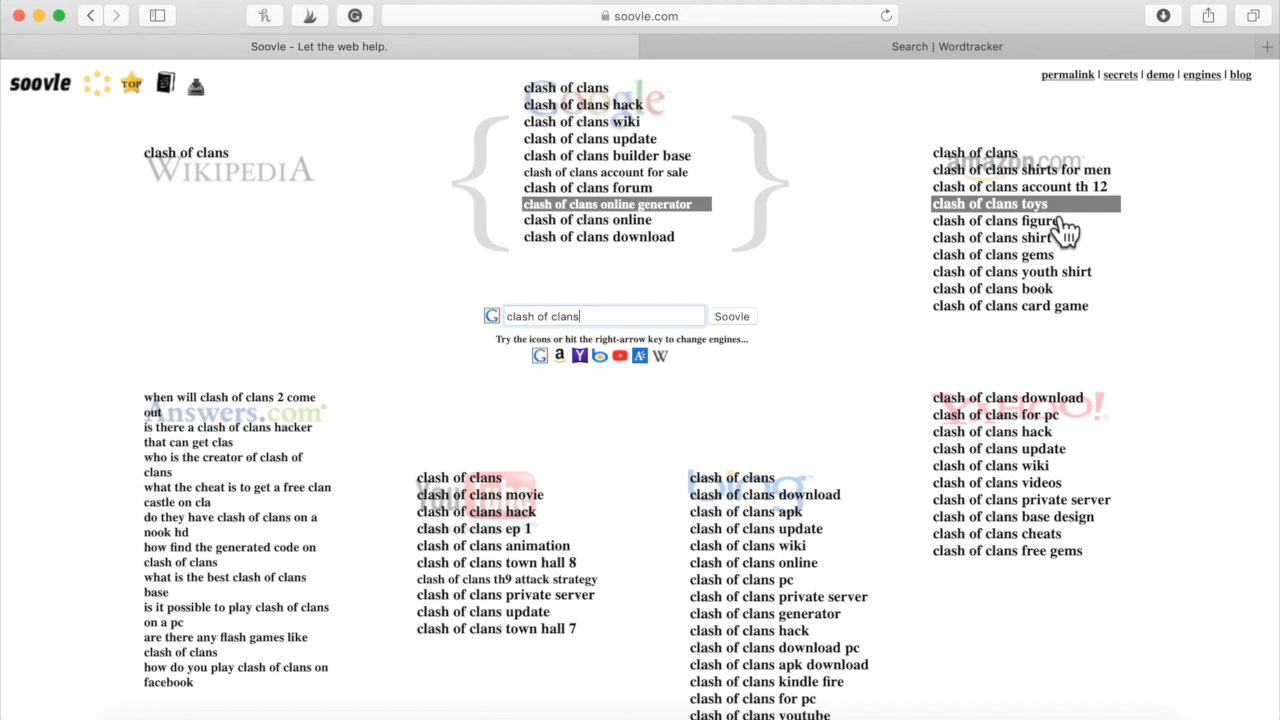 soovle.com
Soovle - Let the web help.
Search | Wordtracker
soovle
TOP
permalink | secrets | demo | engines | blog
clash of clans
WIKIPEDIA
Google
clash of clans
clash of clans hack
clash of clans wiki
clash of clans update
clash of clans builder base
clash of clans account for sale
clash of clans forum
clash of clans online generator
clash of clans online
clash of clans download
amazon.com
clash of clans
clash of clans shirts for men
clash of clans account th 12
clash of clans toys
clash of clans figure
clash of clans shirt
clash of clans gems
clash of clans youth shirt
clash of clans book
clash of clans card game
G clash of clans Soovle
Try the icons or hit the right-arrow key to change engines...
G a Y b A W
Answers.com
when will clash of clans 2 come
out
is there a clash of clans hacker
that can get clas
who is the creator of clash of
clans
what the cheat is to get a free clan
castle on cla
do they have clash of clans on a
nook hd
how find the generated code on
clash of clans
what is the best clash of clans
base
is it possible to play clash of clans
on a pc
are there any flash games like
clash of clans
how do you play clash of clans on
facebook
YouTube
clash of clans
clash of clans movie
clash of clans hack
clash of clans ep 1
clash of clans animation
clash of clans town hall 8
clash of clans th9 attack strategy
clash of clans private server
clash of clans update
clash of clans town hall 7
bing
clash of clans
clash of clans download
clash of clans apk
clash of clans update
clash of clans wiki
clash of clans online
clash of clans pc
clash of clans private server
clash of clans generator
clash of clans hack
clash of clans download pc
clash of clans apk download
clash of clans kindle fire
clash of clans for pc
clash of clans youtube
YAHOO!
clash of clans download
clash of clans for pc
clash of clans hack
clash of clans update
clash of clans wiki
clash of clans videos
clash of clans private server
clash of clans base design
clash of clans cheats
clash of clans free gems